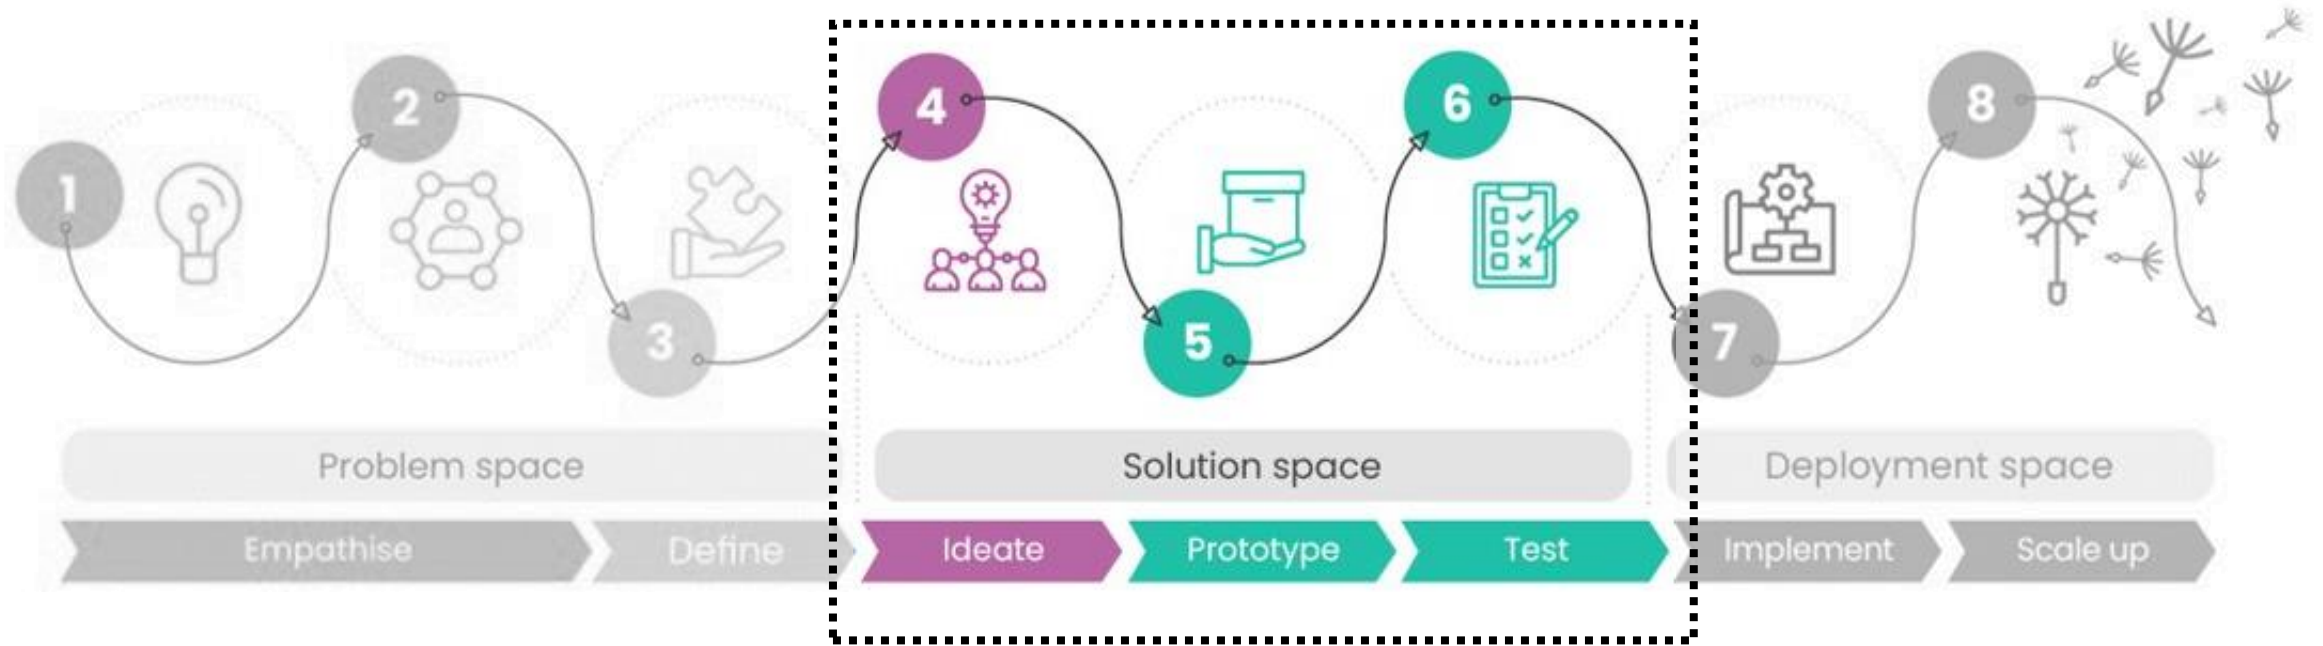 1
2
3
4
5
6
7
8
Problem space
Solution space
Deployment space
Empathise
Define
Ideate
Prototype
Test
Implement
Scale up